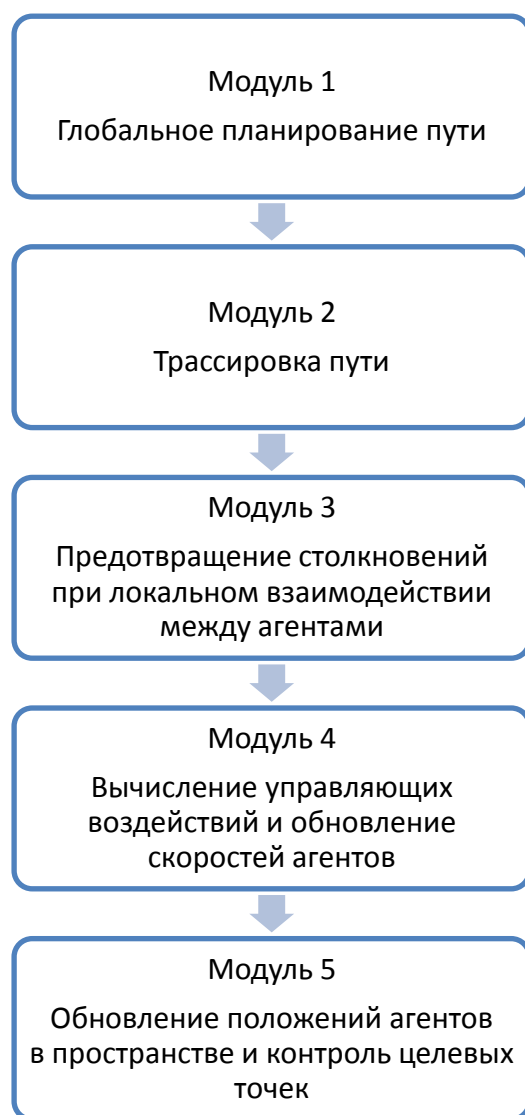 Модуль 1
Глобальное планирование пути
Модуль 2
Трассировка пути
Модуль 3
Предотвращение столкновений
при локальном взаимодействии
между агентами
Модуль 4
Вычисление управляющих
воздействий и обновление
скоростей агентов
Модуль 5
Обновление положений агентов
в пространстве и контроль целевых
точек